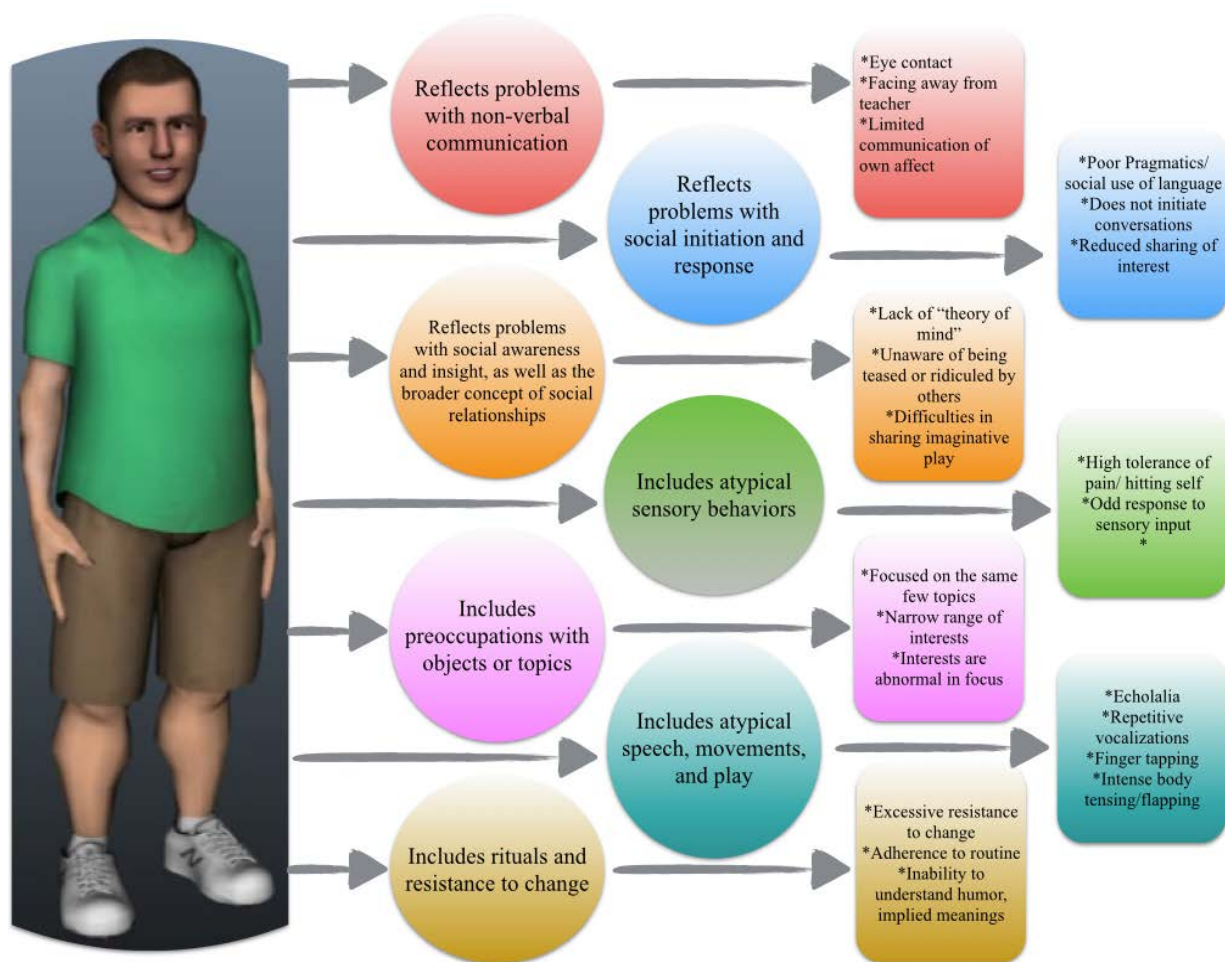 Reflects problems
with non-verbal
communication
*Eye contact
*Facing away from
teacher
*Limited
communication of
own affect
Reflects
problems with
social initiation and
response
*Poor Pragmatics/
social use of language
*Does not initiate
conversations
*Reduced sharing of
interest
Reflects problems
with social awareness
and insight, as well as the
broader concept of social
relationships
*Lack of “theory of
mind”
*Unaware of being
teased or ridiculed by
others
*Difficulties in
sharing imaginative
play
Includes atypical
sensory behaviors
*High tolerance of
pain/ hitting self
*Odd response to
sensory input
*
Includes
preoccupations with
objects or topics
*Focused on the same
few topics
*Narrow range of
interests
*Interests are
abnormal in focus
Includes atypical
speech, movements,
and play
*Echolalia
*Repetitive
vocalizations
*Finger tapping
*Intense body
tensing/flapping
Includes rituals and
resistance to change
*Excessive resistance
to change
*Adherence to routine
*Inability to
understand humor,
implied meanings
N